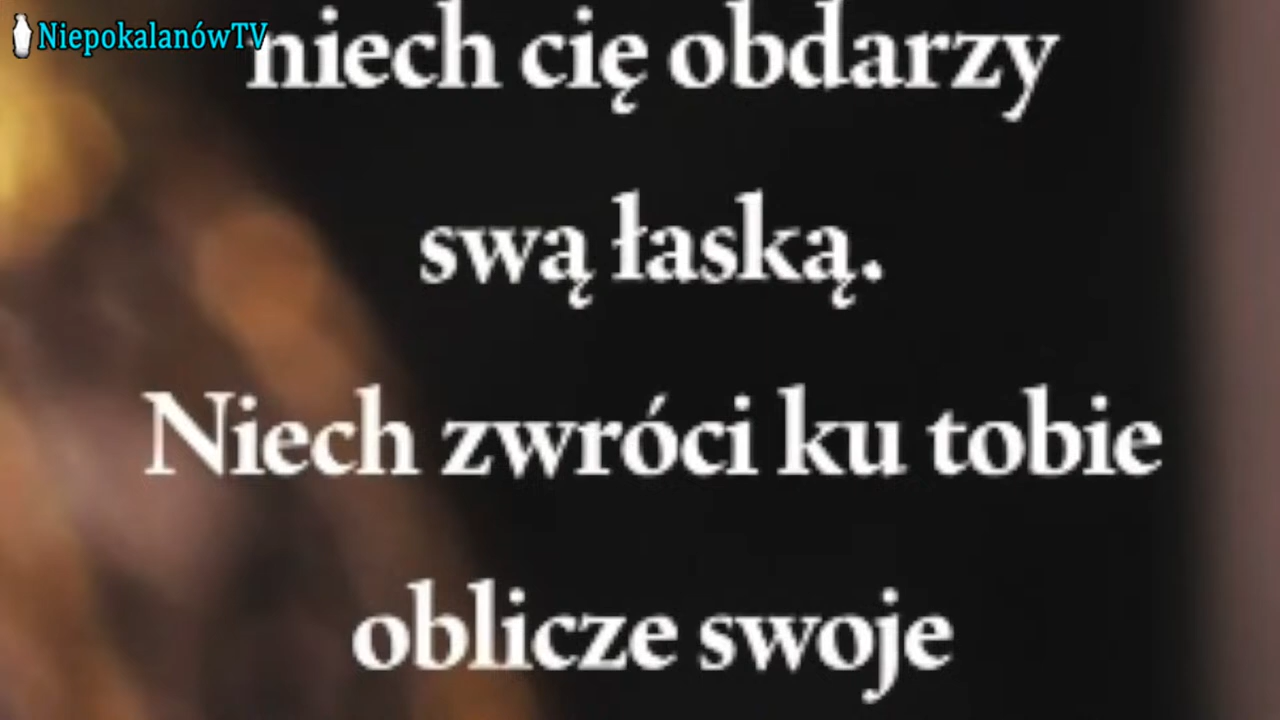 NiepokalanówTV
niech cię obdarzy
swą łaską.
Niech zwróci ku tobie
oblicze swoje